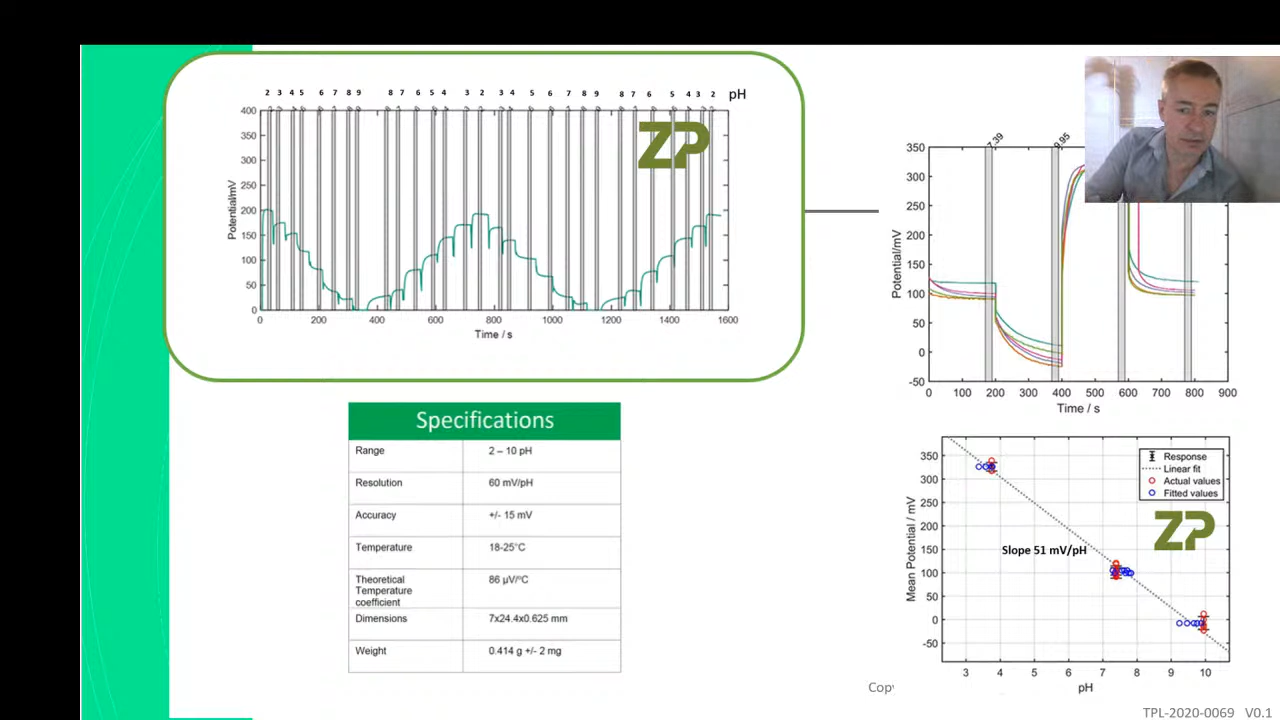 2 3 4 5 6 7 8 9 8 7 6 5 4 3 2 3 4 5 6 7 8 9 8 7 6 5 4 3 2 pH
400
350
300
250
200
150
100
50
0
Potential/mV
0 200 400 600 800 1000 1200 1400 1600
Time / s
ZP
7.39
9.95
350
300
250
200
150
100
50
0
-50
Potential/mV
0 100 200 300 400 500 600 700 800 900
Time / s
Specifications
Range 2 – 10 pH
Resolution 60 mV/pH
Accuracy +/- 15 mV
Temperature 18-25°C
Theoretical
Temperature
coefficient
86 µV/°C
Dimensions 7x24.4x0.625 mm
Weight 0.414 g +/- 2 mg
350
300
250
200
150
100
50
0
-50
Mean Potential / mV
Response
Linear fit
Actual values
Fitted values
ZP
Slope 51 mV/pH
3 4 5 6 7 8 9 10
pH
Copy
TPL-2020-0069 V0.1